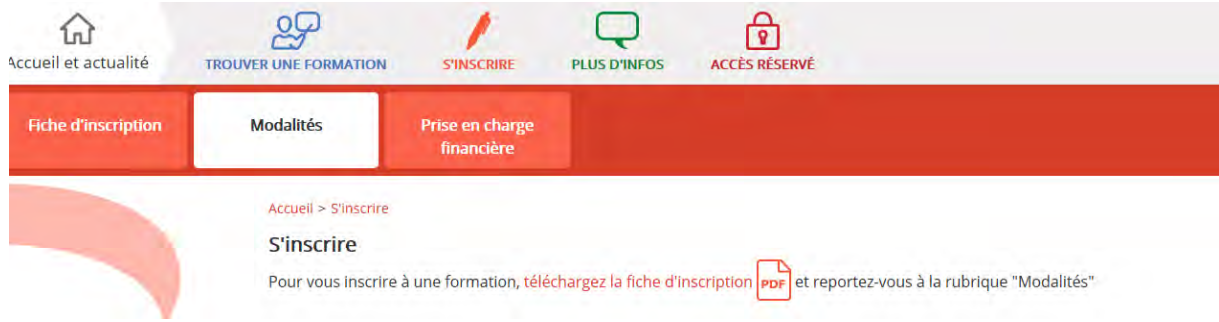 Accueil et actualité
TROUVER UNE FORMATION
S'INSCRIRE
PLUS D'INFOS
ACCÈS RÉSERVÉ
Fiche d'inscription
Modalités
Prise en charge
financière
Accueil > S'inscrire
S'inscrire
Pour vous inscrire à une formation, téléchargez la fiche d'inscription PDF et reportez-vous à la rubrique "Modalités"